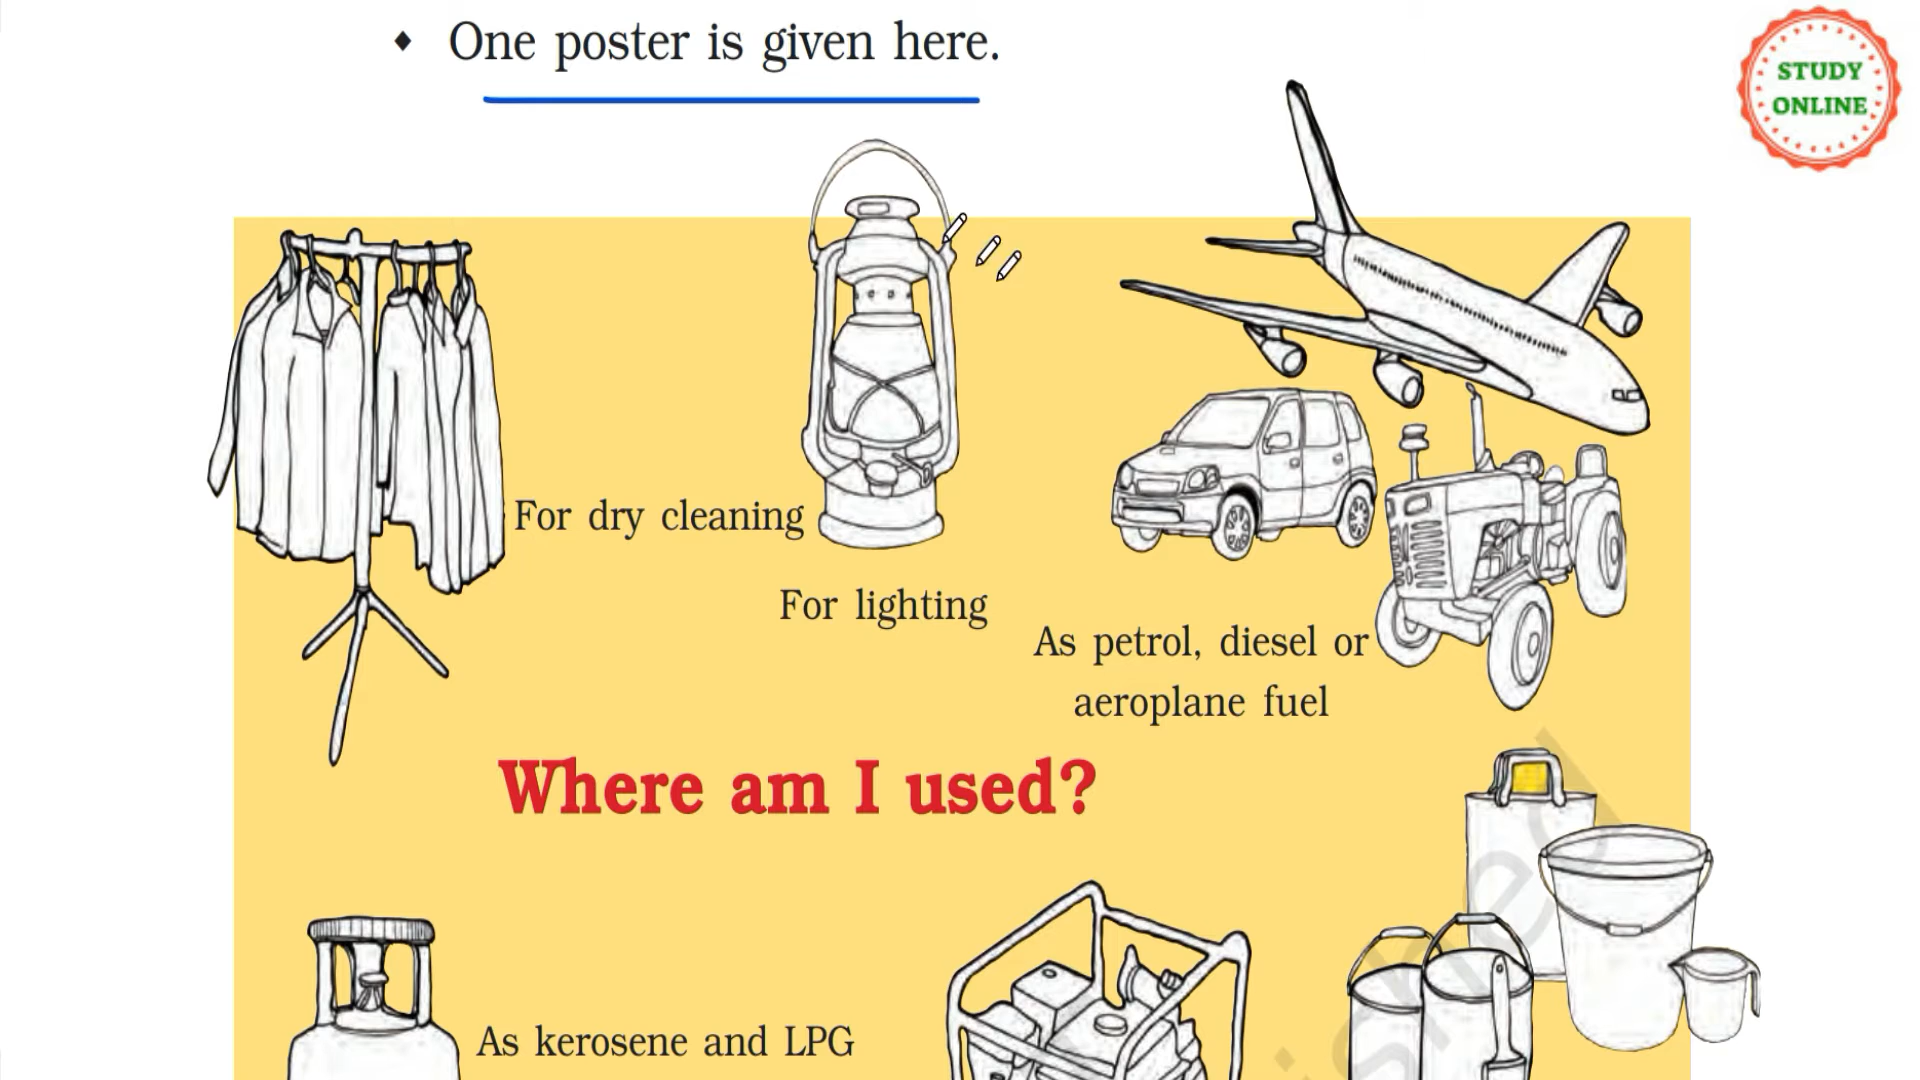 ♦ One poster is given here.
STUDY
ONLINE
For dry cleaning
For lighting
As petrol, diesel or
aeroplane fuel
Where am I used?
As kerosene and LPG